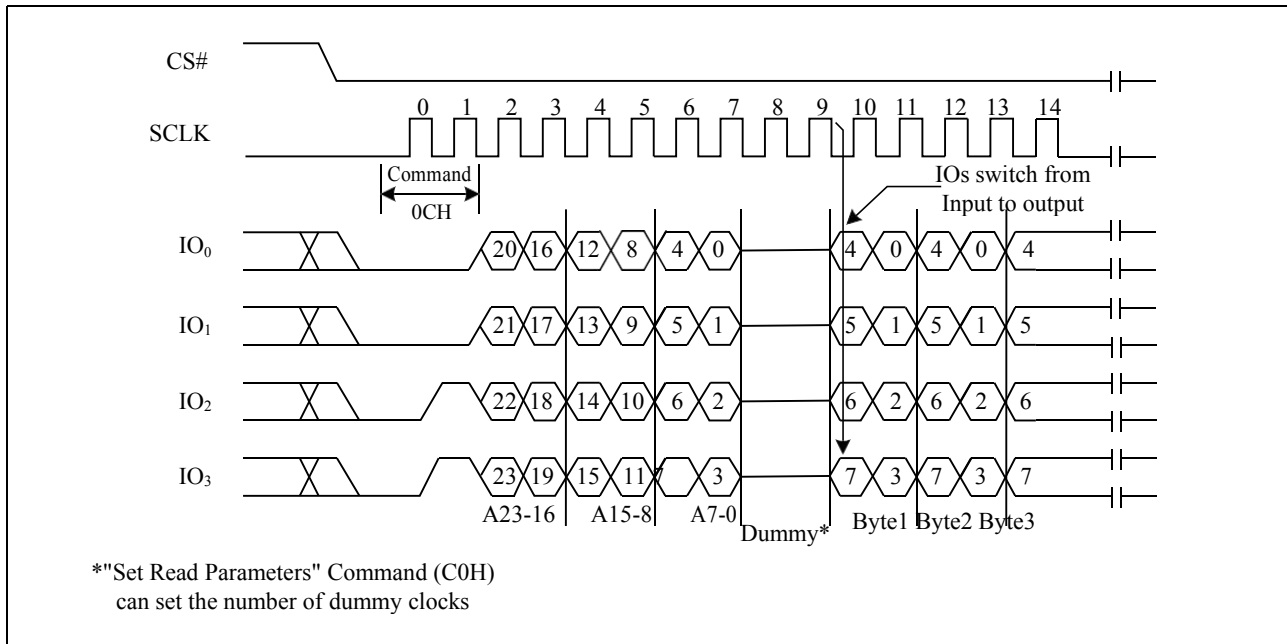 CS#
0 1 2 3 4 5 6 7 8 9 10 11 12 13 14
SCLK
Command
0CH
IOs switch from
Input to output
IO0 20 16 12 8 4 0 4 0 4 0 4
IO1 21 17 13 9 5 1 5 1 5 1 5
IO2 22 18 14 10 6 2 6 2 6 2 6
IO3 23 19 15 11 7 3 7 3 7 3 7
A23-16 A15-8 A7-0 Dummy* Byte1 Byte2 Byte3
*"Set Read Parameters" Command (C0H)
can set the number of dummy clocks